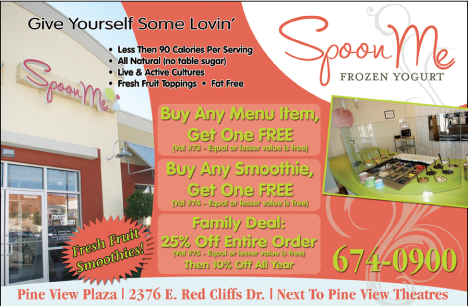 Give Yourself Some Lovin'
• Less Then 90 Calories Per Serving
• All Natural (no table sugar)
• Live & Active Cultures
• Fresh Fruit Toppings • Fat Free
Spoon Me
FROZEN YOGURT
Spoon Me
Buy Any Menu Item,
Get One FREE
(Val #73 - Equal or lesser value is free)
Buy Any Smoothie,
Get One FREE
(Val #74 - Equal or lesser value is free)
Family Deal:
25% Off Entire Order
(Val #75 - Equal or lesser value is free)
Then 10% Off All Year
Fresh Fruit
Smoothies!
674-0900
Pine View Plaza | 2376 E. Red Cliffs Dr. | Next To Pine View Theatres